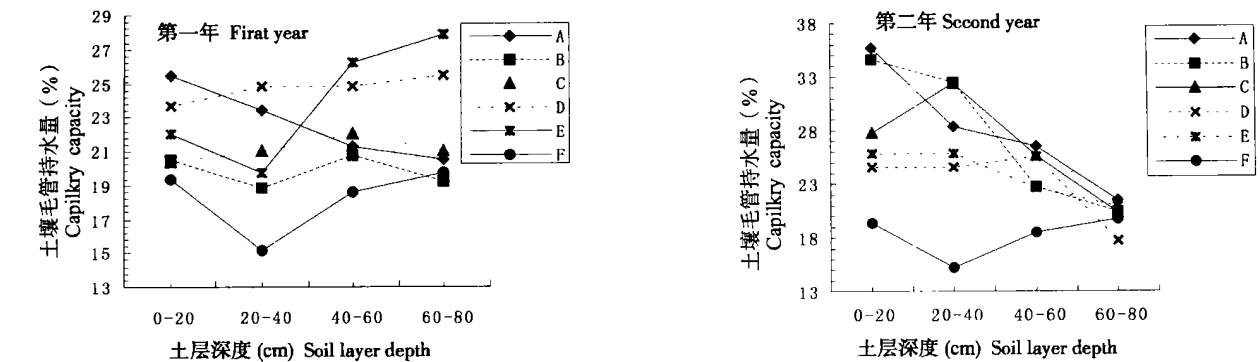 第一年 Firat year
土壤毛管持水量（%）
Capilkry capacity
29
27
25
23
21
19
17
15
13
0-20 20-40 40-60 60-80
土层深度 (cm) Soil layer depth
A
B
C
D
E
F
第二年 Sccond year
土壤毛管持水量（%）
Capilkry capacity
38
33
28
23
18
13
0-20 20-40 40-60 60-80
土层深度 (cm) Soil layer depth
A
B
C
D
E
F